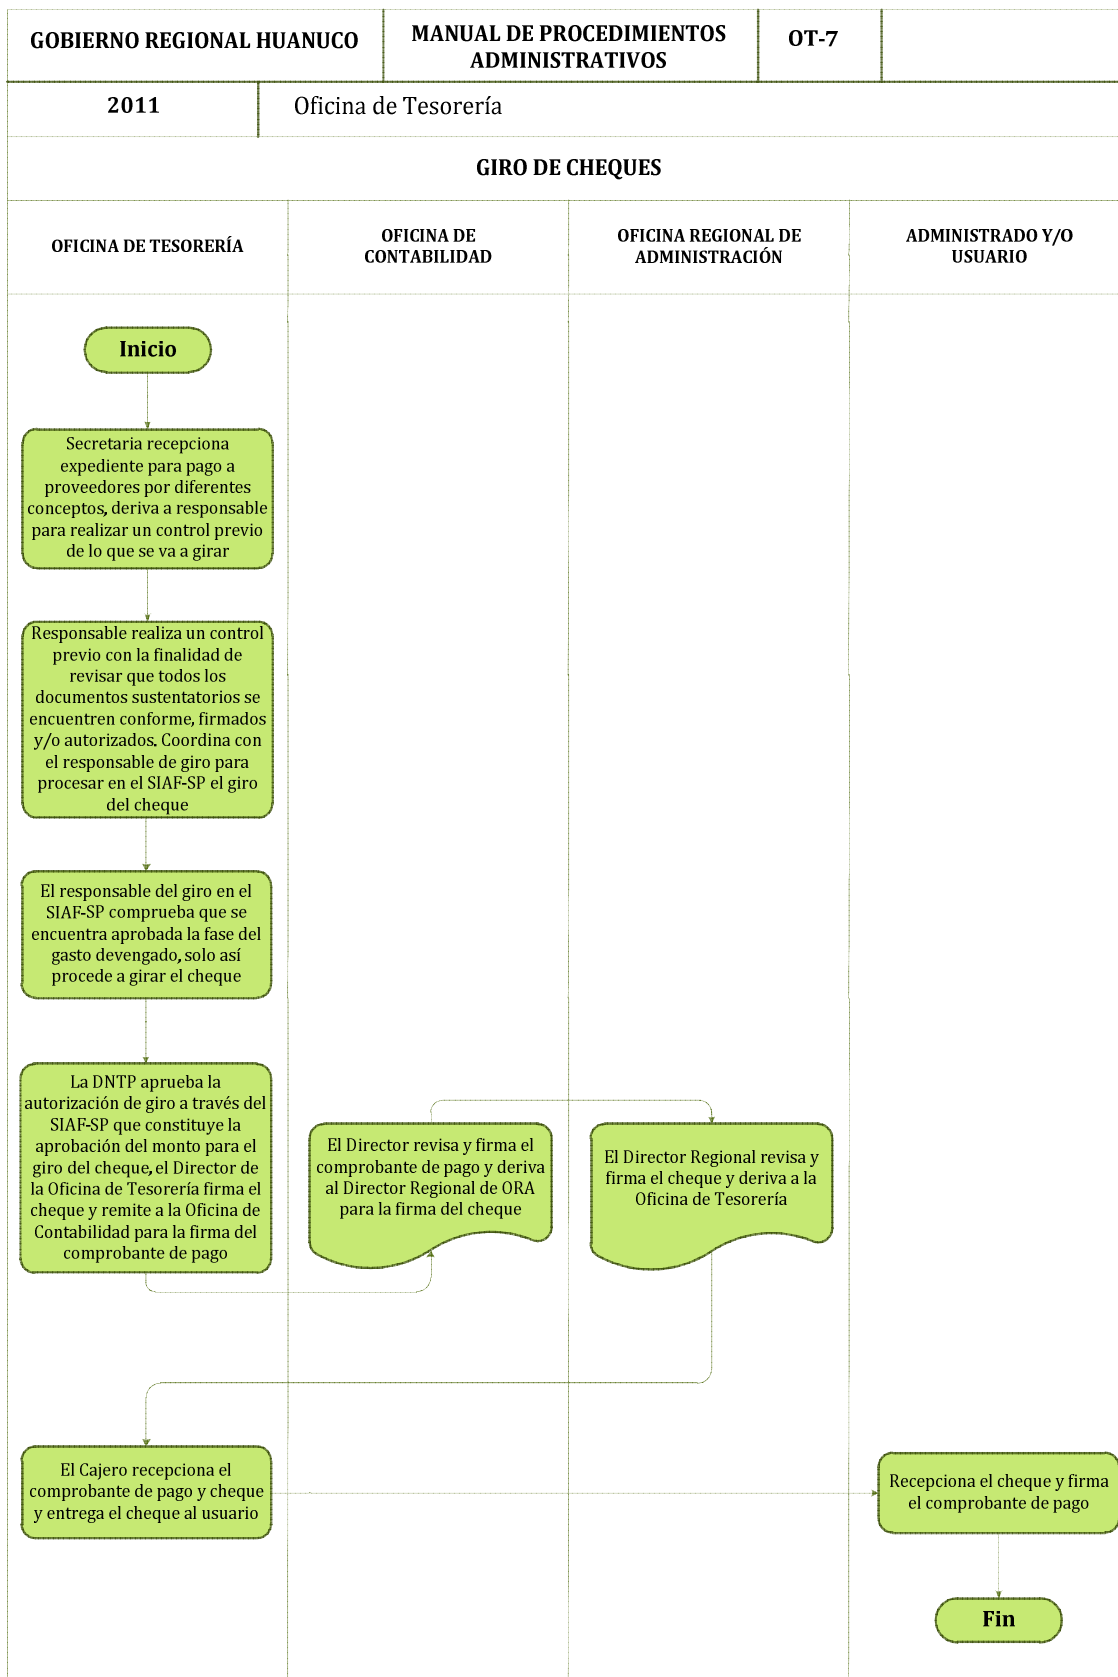 GOBIERNO REGIONAL HUANUCO
MANUAL DE PROCEDIMIENTOS
ADMINISTRATIVOS
OT-7
2011
Oficina de Tesorería
GIRO DE CHEQUES
OFICINA DE TESORERÍA
OFICINA DE
CONTABILIDAD
OFICINA REGIONAL DE
ADMINISTRACIÓN
ADMINISTRADO Y/O
USUARIO
Inicio
Secretaria recepciona
expediente para pago a
proveedores por diferentes
conceptos, deriva a responsable
para realizar un control previo
de lo que se va a girar
Responsable realiza un control
previo con la finalidad de
revisar que todos los
documentos sustentatorios se
encuentren conforme, firmados
y/o autorizados. Coordina con
el responsable de giro para
procesar en el SIAF-SP el giro
del cheque
El responsable del giro en el
SIAF-SP comprueba que se
encuentra aprobada la fase del
gasto devengado, solo así
procede a girar el cheque
La DNTP aprueba la
autorización de giro a través del
SIAF-SP que constituye la
aprobación del monto para el
giro del cheque, el Director de
la Oficina de Tesorería firma el
cheque y remite a la Oficina de
Contabilidad para la firma del
comprobante de pago
El Director revisa y firma el
comprobante de pago y deriva
al Director Regional de ORA
para la firma del cheque
El Director Regional revisa y
firma el cheque y deriva a la
Oficina de Tesorería
El Cajero recepciona el
comprobante de pago y cheque
y entrega el cheque al usuario
Recepciona el cheque y firma
el comprobante de pago
Fin